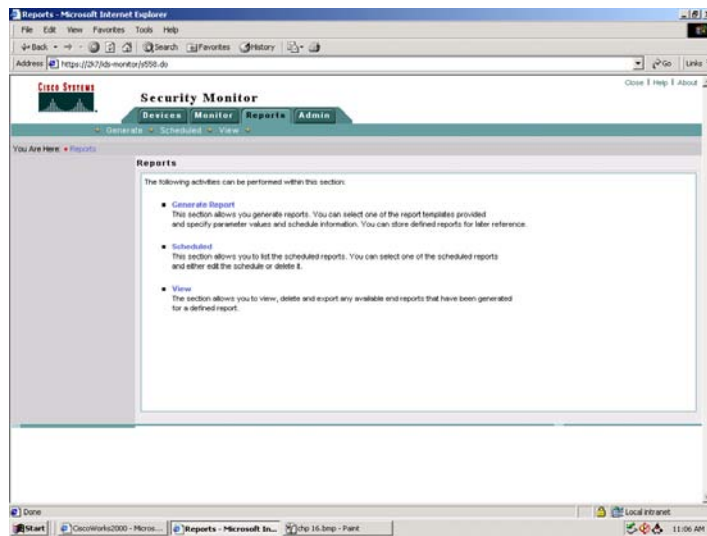 Reports - Microsoft Internet Explorer
File Edit View Favorites Tools Help
Back Search Favorites History
Address https://2k7/ids-monitor/s558.do Go Links
Close | Help | About
CISCO SYSTEMS
Security Monitor
Devices Monitor Reports Admin
Generate Scheduled View
You Are Here: Reports
Reports
The following activities can be performed within this section:
Generate Report
This section allows you generate reports. You can select one of the report templates provided
and specify parameter values and schedule information. You can store defined reports for later reference.
Scheduled
This section allows you to list the scheduled reports. You can select one of the scheduled reports
and either edit the schedule or delete it.
View
The section allows you to view, delete and export any available end reports that have been generated
for a defined report.
Done Local intranet
Start CiscoWorks2000 - Micros... Reports - Microsoft In... chp 16.bmp - Paint 11:06 AM